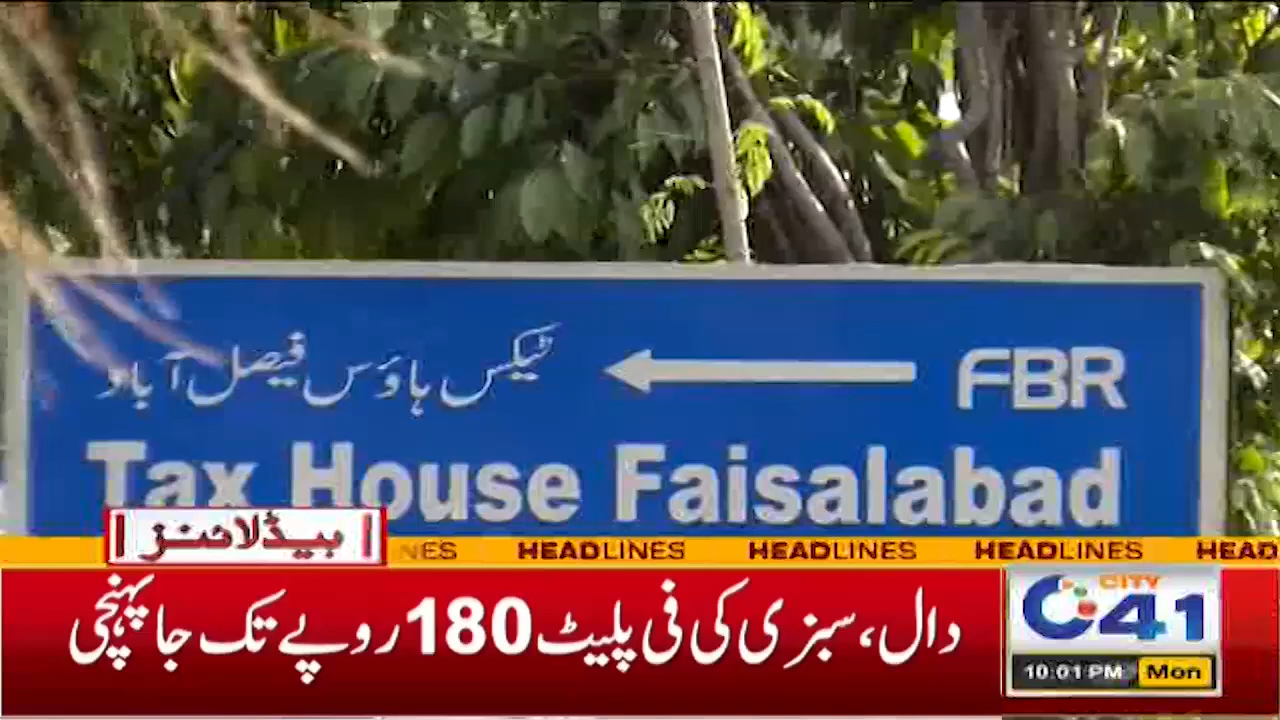 ٹیکس ہاؤس فیصل آباد FBR
Tax House Faisalabad
ہیڈلائنز
NES HEADLINES HEADLINES HEADLINES HEAD
دال، سبزی کی فی پلیٹ 180 روپے تک جا پہنچی
CITY
41
10:01 PM Mon